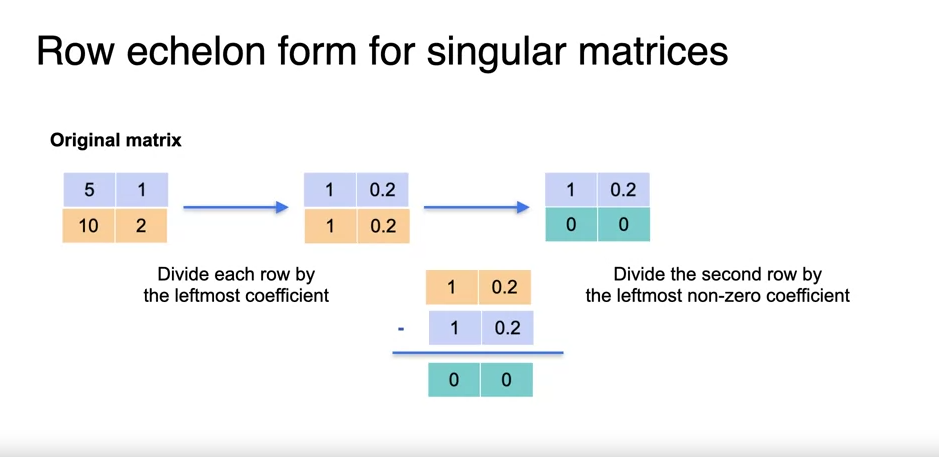 Row echelon form for singular matrices
Original matrix
5 1
10 2
1 0.2
1 0.2
1 0.2
0 0
Divide each row by
the leftmost coefficient
1 0.2
- 1 0.2
0 0
Divide the second row by
the leftmost non-zero coefficient